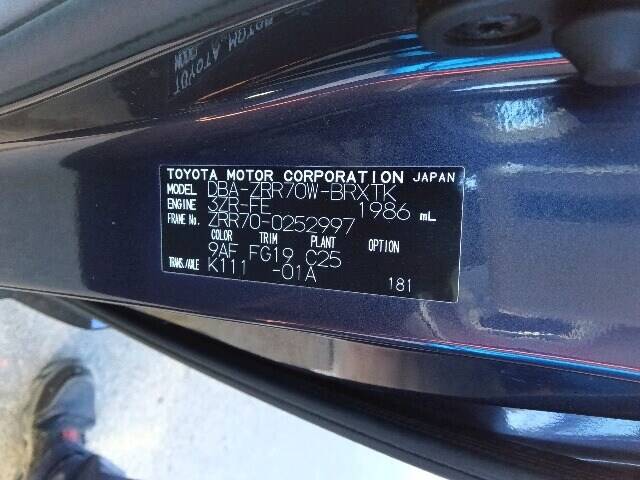 TOYOTA MOTOR CORPORATION JAPAN
MODEL DBA-ZRR70W-BRXTK
ENGINE 3ZR-FE 1986 mL
FRAME No. ZRR70-0252997
COLOR TRIM PLANT OPTION
9AF FG19 C25
TRANS./AXLE K111 -01A
181